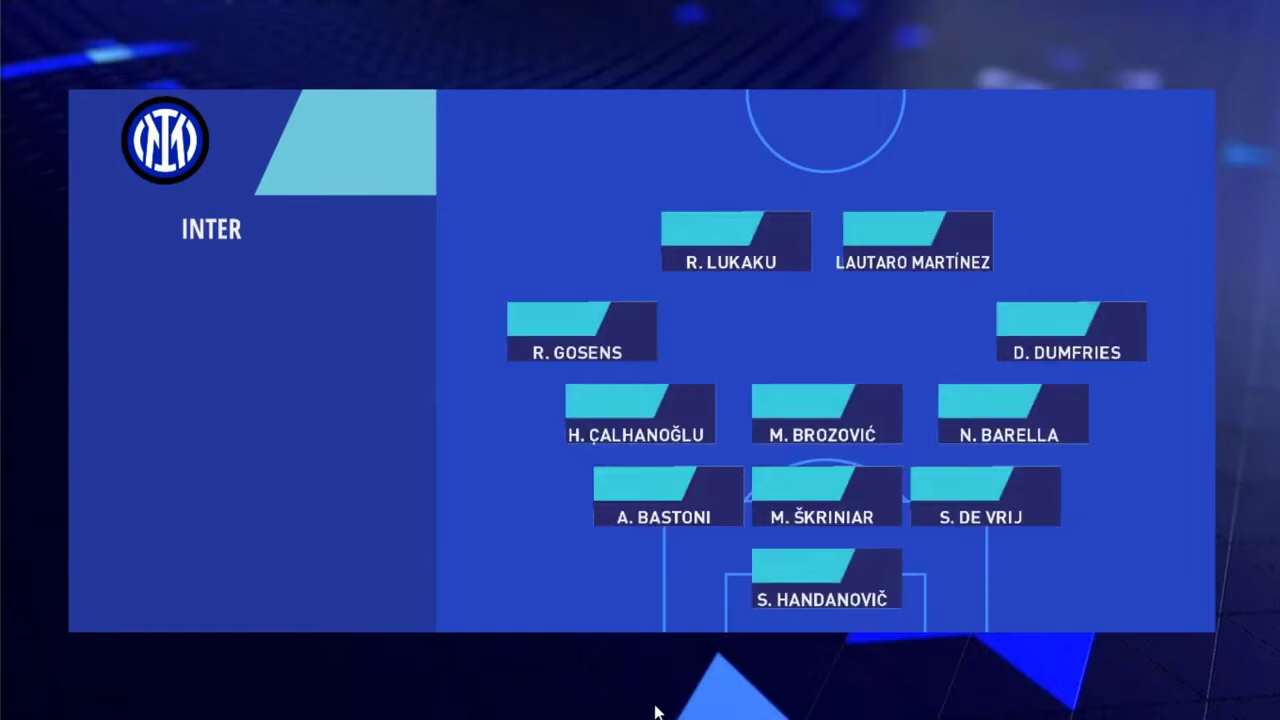 INTER
R. LUKAKU
LAUTARO MARTÍNEZ
R. GOSENS
D. DUMFRIES
H. ÇALHANOĞLU
M. BROZOVIĆ
N. BARELLA
A. BASTONI
M. ŠKRINIAR
S. DE VRIJ
S. HANDANOVIČ